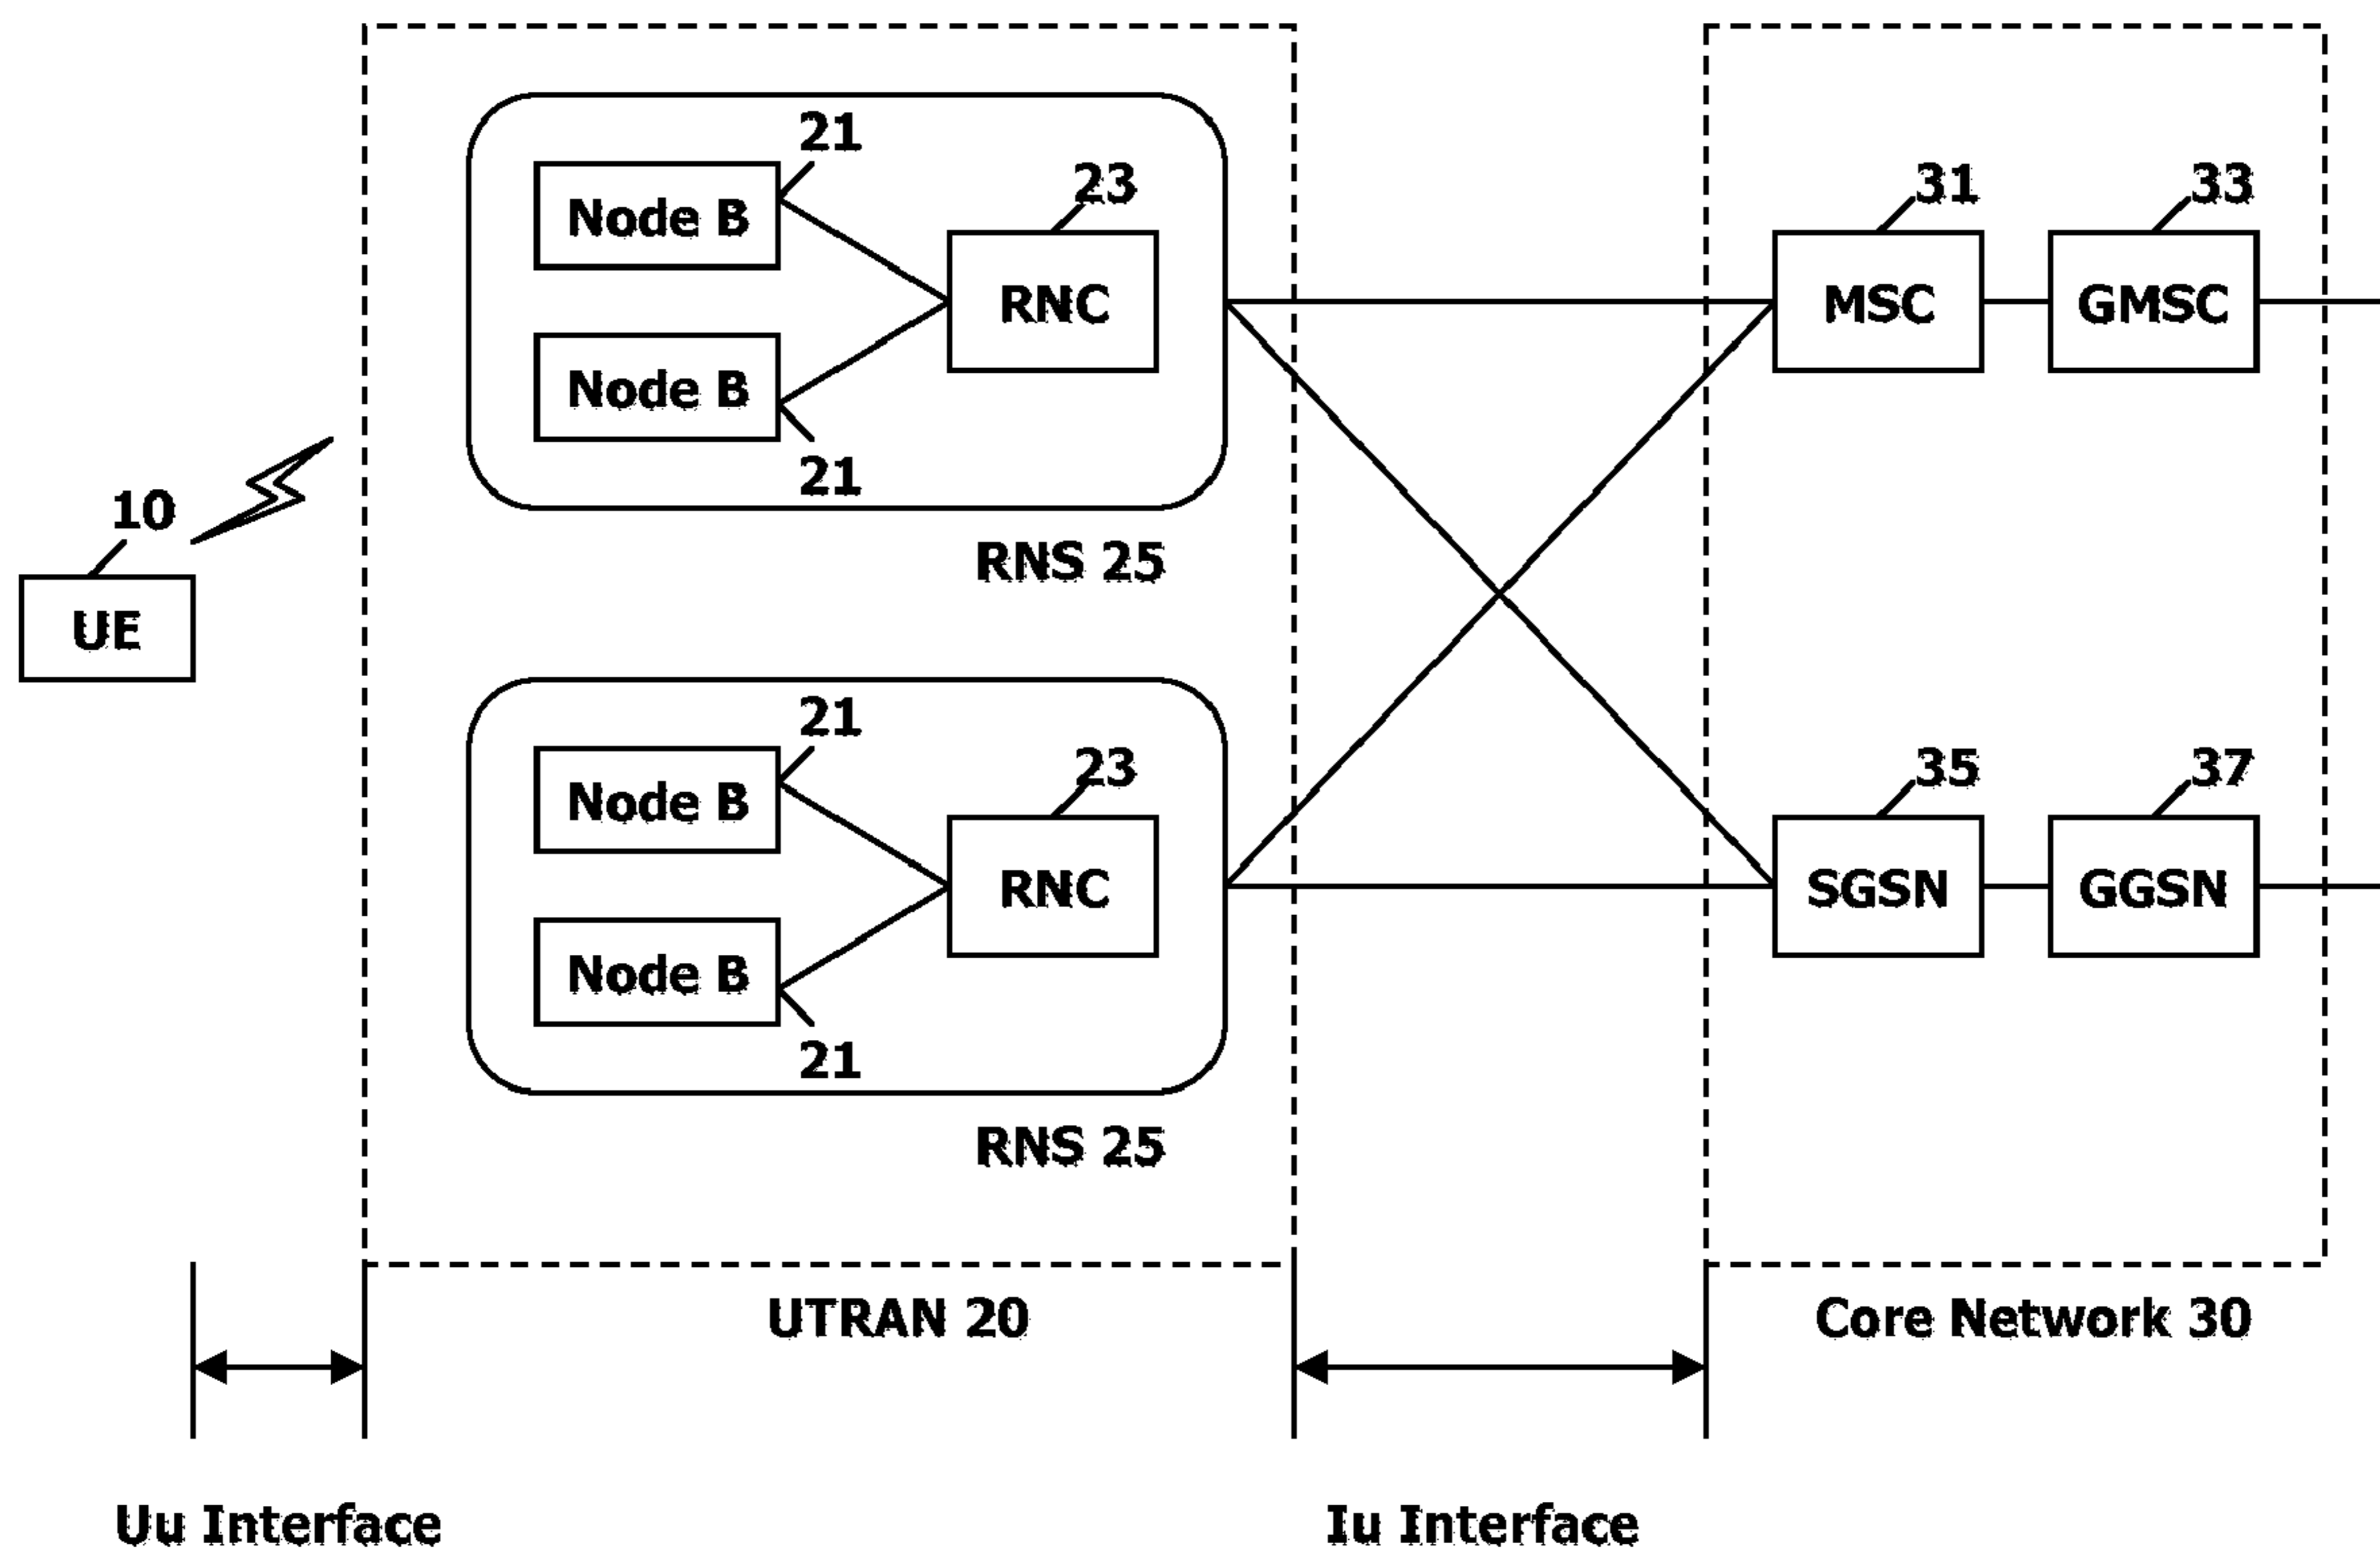 21
23
31
33
Node B
RNC
MSC
GMSC
Node B
21
10
RNS 25
UE
21
23
35
37
Node B
RNC
SGSN
GGSN
Node B
21
RNS 25
UTRAN 20
Core Network 30
Uu Interface
Iu Interface